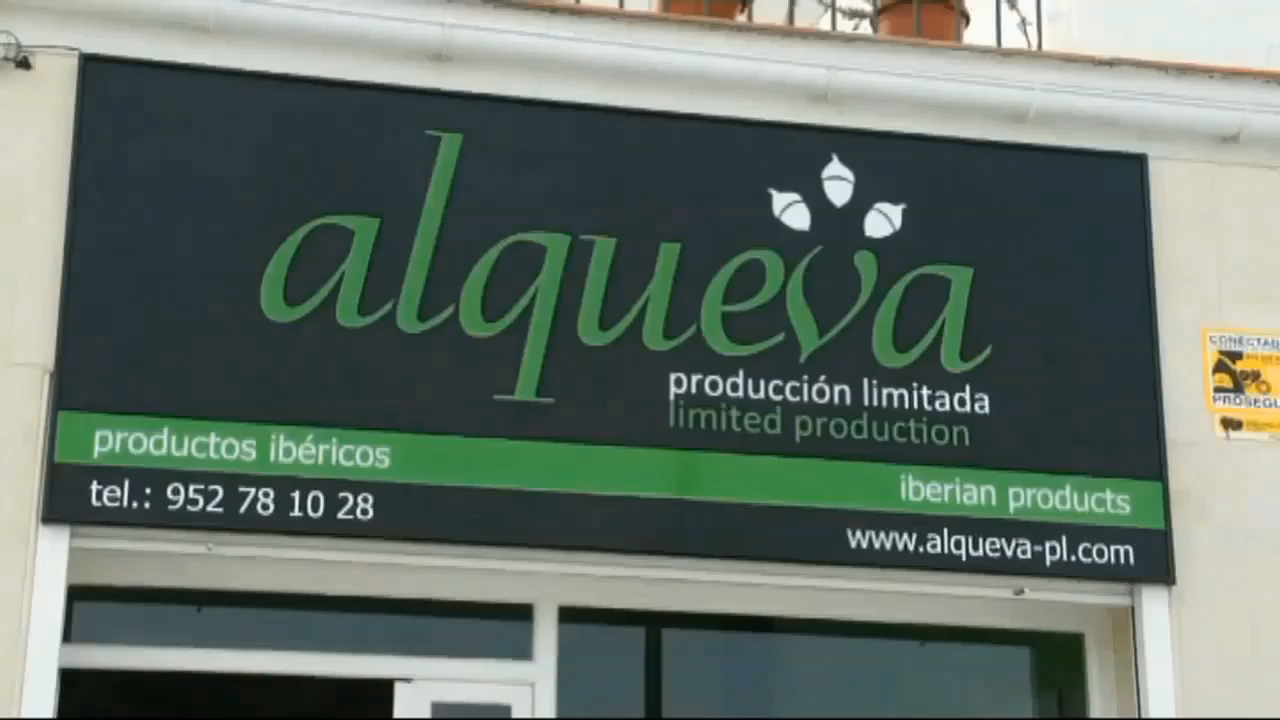 alqueva
producción limitada
limited production
productos ibéricos
iberian products
tel.: 952 78 10 28
www.alqueva-pl.com